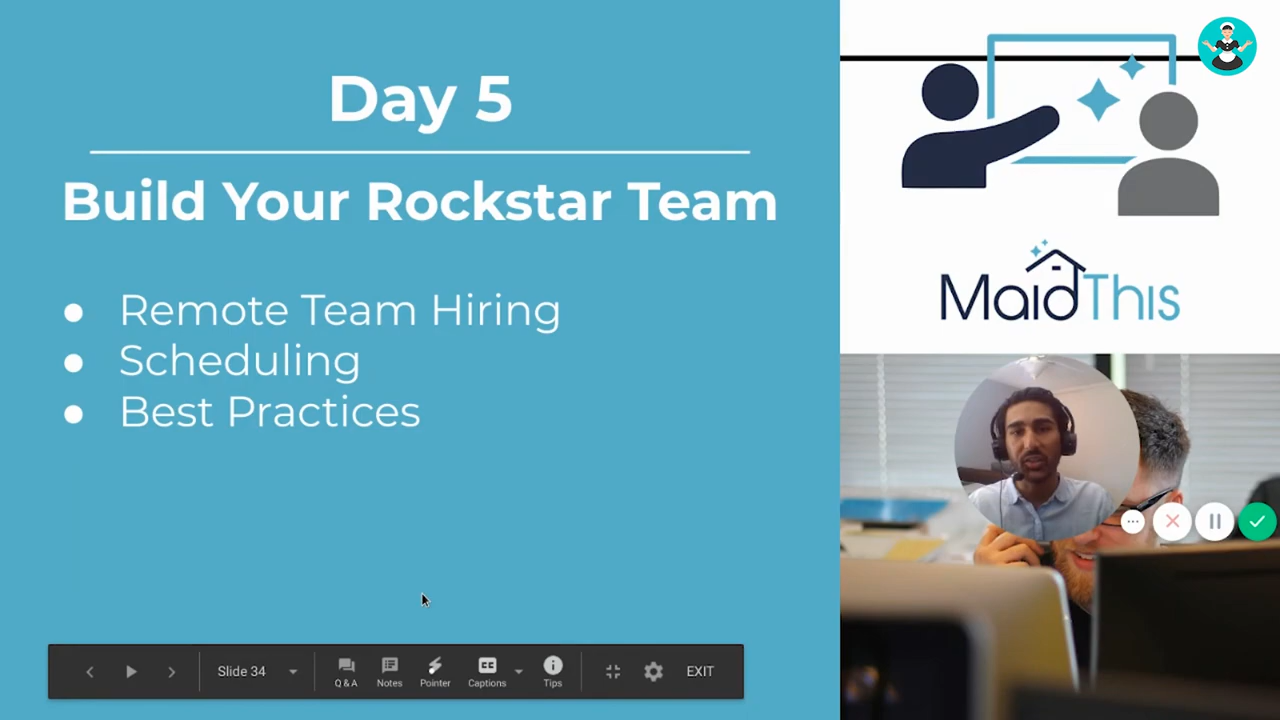 Day 5
Build Your Rockstar Team
● Remote Team Hiring
● Scheduling
● Best Practices
MaidThis
Slide 34
Q & A
Notes
Pointer
CC
Captions
Tips
EXIT